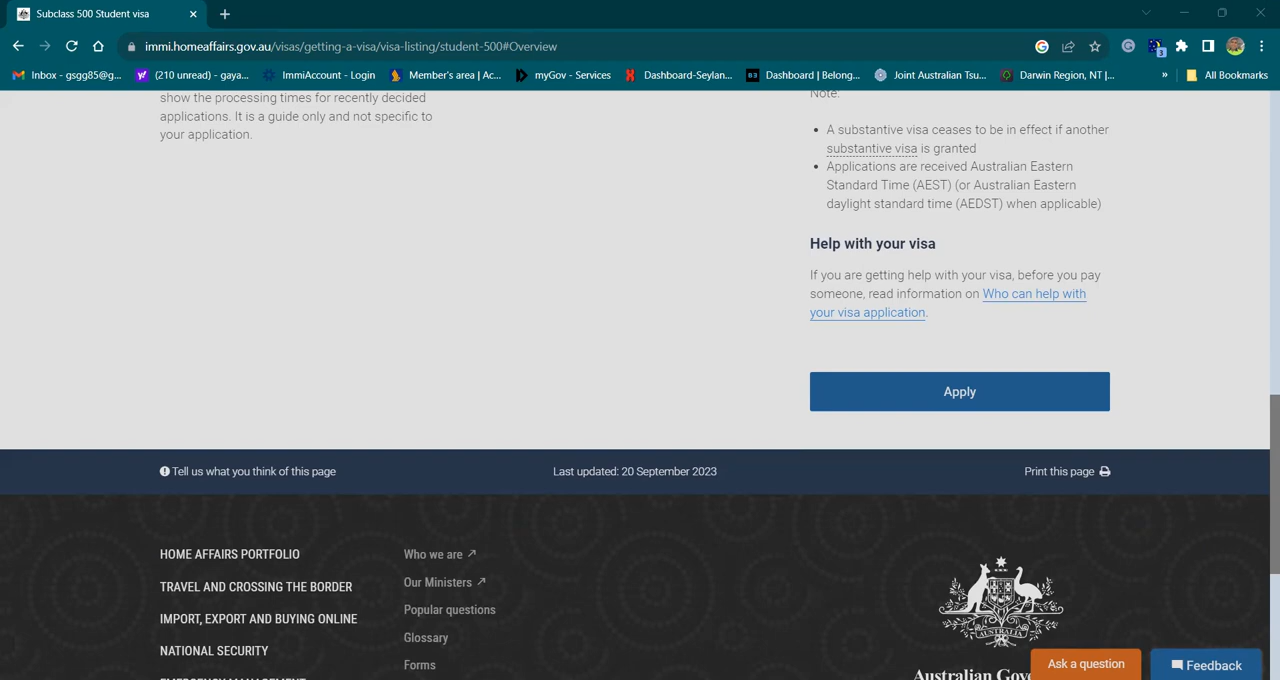 Subclass 500 Student visa
immi.homeaffairs.gov.au/visas/getting-a-visa/visa-listing/student-500#Overview
Inbox - gsgg85@g... (210 unread) - gaya... ImmiAccount - Login Member's area | Ac... myGov - Services Dashboard-Seylan... Dashboard | Belong... Joint Australian Tsu... Darwin Region, NT |... » All Bookmarks
show the processing times for recently decided
applications. It is a guide only and not specific to
your application.
Note:
• A substantive visa ceases to be in effect if another
substantive visa is granted
• Applications are received Australian Eastern
Standard Time (AEST) (or Australian Eastern
daylight standard time (AEDST) when applicable)
Help with your visa
If you are getting help with your visa, before you pay
someone, read information on Who can help with
your visa application.
Apply
Tell us what you think of this page
Last updated: 20 September 2023
Print this page
HOME AFFAIRS PORTFOLIO
TRAVEL AND CROSSING THE BORDER
IMPORT, EXPORT AND BUYING ONLINE
NATIONAL SECURITY
EMERGENCY MANAGEMENT
Who we are
Our Ministers
Popular questions
Glossary
Forms
Australian Gov
Ask a question
Feedback